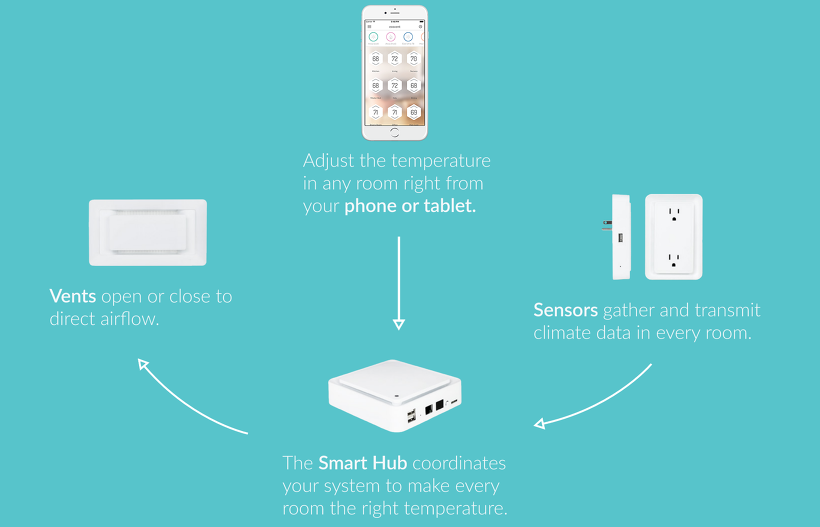 68 72 70
68 72 68
71 71 69
Adjust the temperature
in any room right from
your phone or tablet.
Vents open or close to
direct airflow.
Sensors gather and transmit
climate data in every room.
The Smart Hub coordinates
your system to make every
room the right temperature.